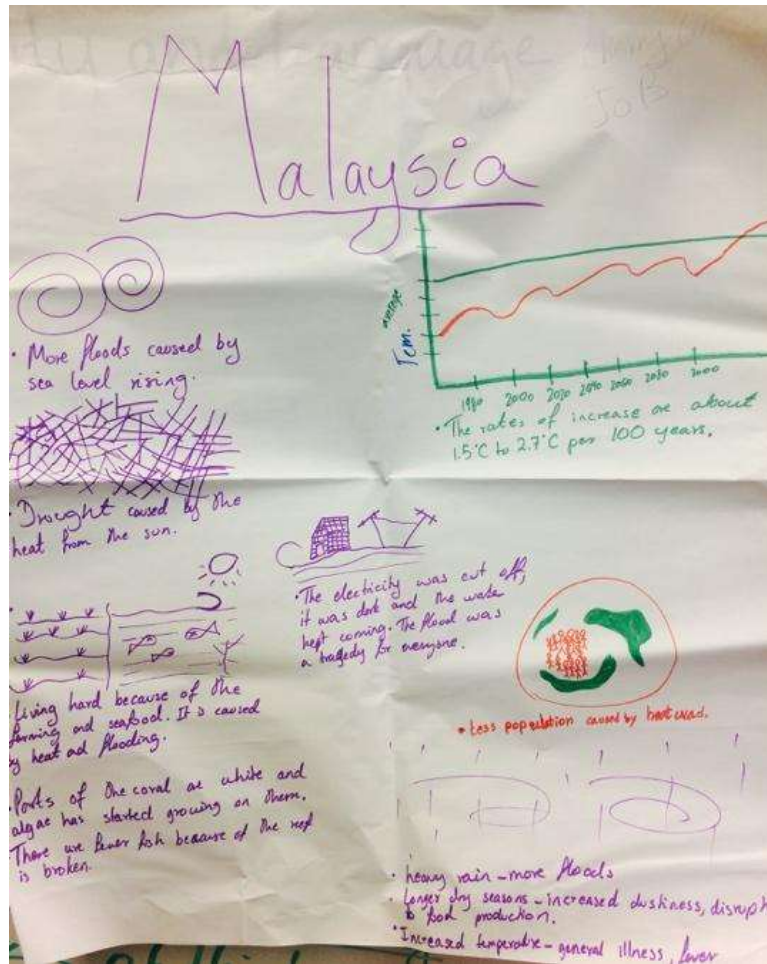 Language
JOB
Malaysia
• More floods caused by
sea level rising.
• Drought caused by the
heat from the sun.
average
Tem.
1980 2000 2020 2040 2060 2080
• The rates of increase are about
1.5°C to 2.7°C per 100 years.
• The electricity was cut off,
it was dark and the water
kept coming. The flood was
a tragedy for everyone.
Living hard because of the
farming and seafood. It is caused
by heat ad flooding.
• Parts of the coral are white and
algae has started growing on them.
There are fewer fish because of the reef
is broken.
• Less population caused by
• heavy rain – more floods
• Longer dry seasons – increased dustiness, disrupt
to food production.
• Increased temperature – general illness, fever